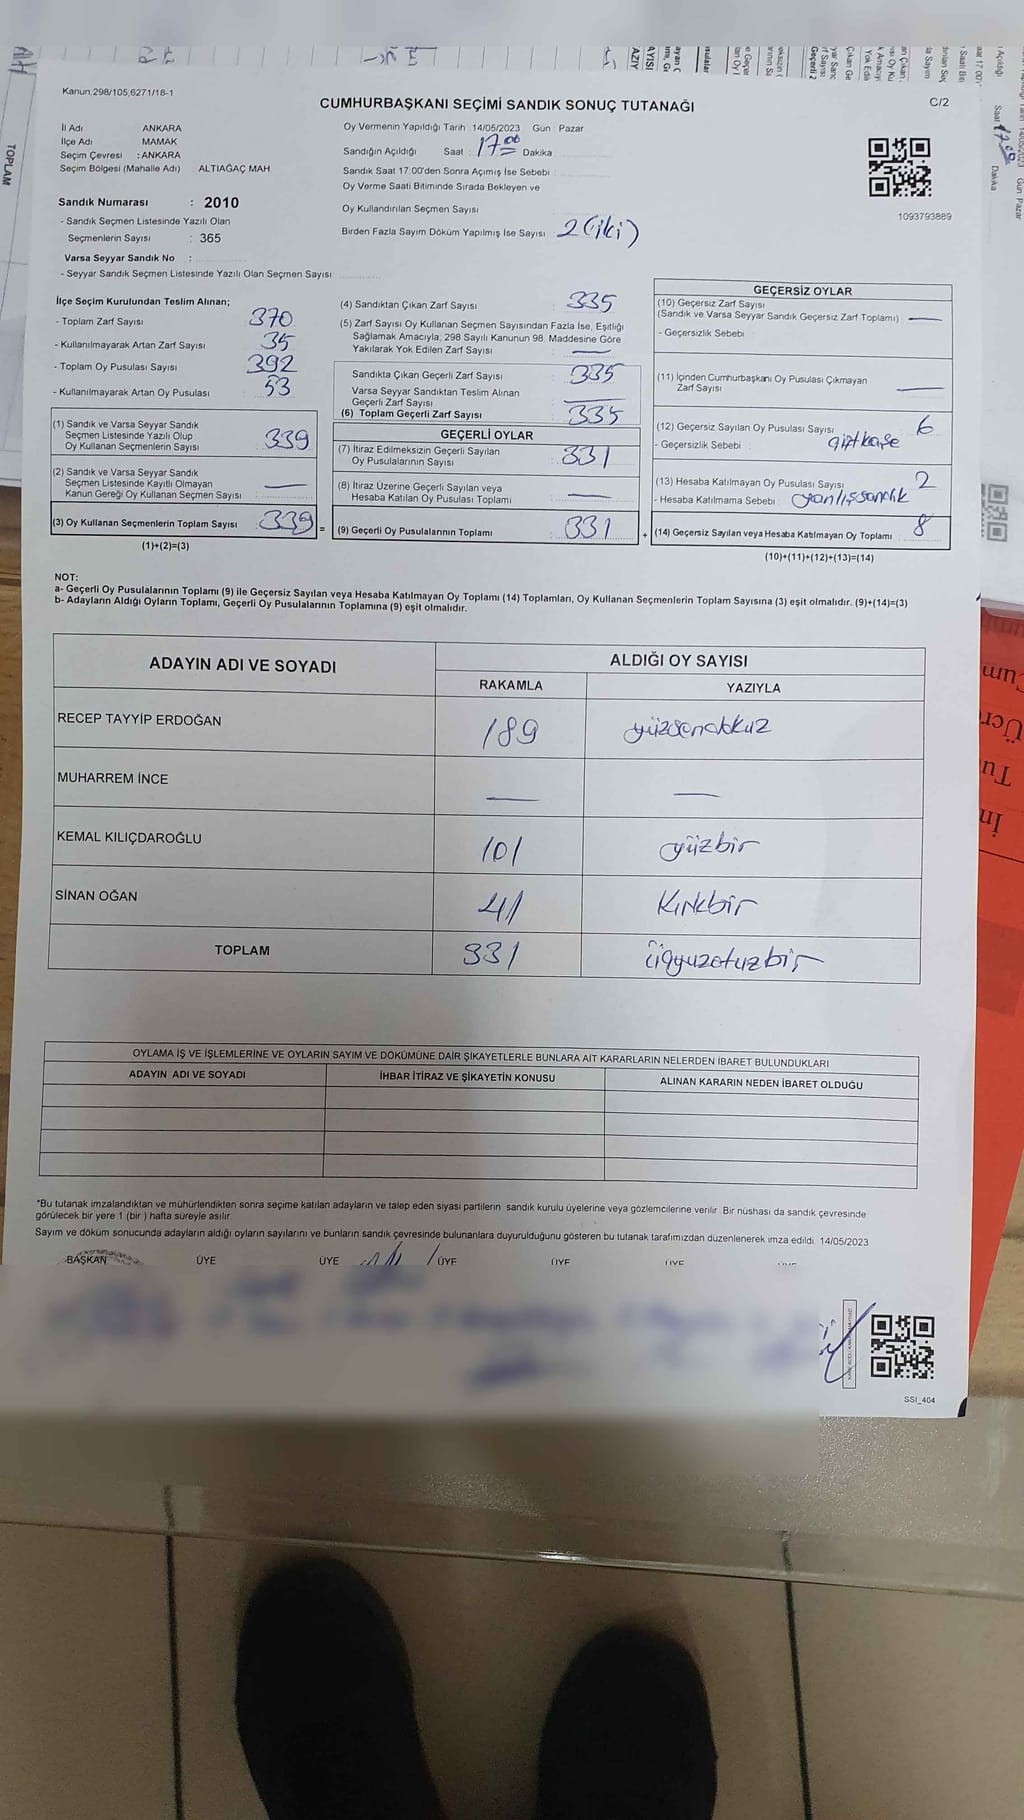 Kanun, 298/105,6271/18-1
CUMHURBAŞKANI SEÇİMİ SANDIK SONUÇ TUTANAĞI
C/2
İl Adı ANKARA
İlçe Adı MAMAK
Seçim Çevresi : ANKARA
Seçim Bölgesi (Mahalle Adı) : ALTIAĞAÇ MAH
Oy Vermenin Yapıldığı Tarih 14/05/2023 Gün : Pazar
Sandığın Açıldığı Saat : 17 00 Dakika
Sandık Saat 17:00'den Sonra Açımış İse Sebebi
Oy Verme Saati Bitiminde Sırada Bekleyen ve
Oy Kullandırılan Seçmen Sayısı
Birden Fazla Sayım Döküm Yapılmış İse Sayısı 2 (iki)
1093793889
Sandık Numarası : 2010
- Sandık Seçmen Listesinde Yazılı Olan
Seçmenlerin Sayısı : 365
Varsa Seyyar Sandık No :
- Seyyar Sandık Seçmen Listesinde Yazılı Olan Seçmen Sayısı
İlçe Seçim Kurulundan Teslim Alınan;
- Toplam Zarf Sayısı 370
- Kullanılmayarak Artan Zarf Sayısı 35
- Toplam Oy Pusulası Sayısı 392
- Kullanılmayarak Artan Oy Pusulası 53
(1) Sandık ve Varsa Seyyar Sandık
Seçmen Listesinde Yazılı Olup
Oy Kullanan Seçmenlerin Sayısı 339
(2) Sandık ve Varsa Seyyar Sandık
Seçmen Listesinde Kayıtlı Olmayan
Kanun Gereği Oy Kullanan Seçmen Sayısı —
(3) Oy Kullanan Seçmenlerin Toplam Sayısı 339 =
(1)+(2)=(3)
(4) Sandıktan Çıkan Zarf Sayısı : 335
(5) Zarf Sayısı Oy Kullanan Seçmen Sayısından Fazla İse, Eşitliği
Sağlamak Amacıyla, 298 Sayılı Kanunun 98. Maddesine Göre
Yakılarak Yok Edilen Zarf Sayısı —
Sandıkta Çıkan Geçerli Zarf Sayısı : 335
Varsa Seyyar Sandıktan Teslim Alınan
Geçerli Zarf Sayısı —
(6) Toplam Geçerli Zarf Sayısı : 335
GEÇERLİ OYLAR
(7) İtiraz Edilmeksizin Geçerli Sayılan
Oy Pusulalarının Sayısı 331
(8) İtiraz Üzerine Geçerli Sayılan veya
Hesaba Katılan Oy Pusulası Toplamı —
(9) Geçerli Oy Pusulalarının Toplamı 331 +
GEÇERSİZ OYLAR
(10) Geçersiz Zarf Sayısı
(Sandık ve Varsa Seyyar Sandık Geçersiz Zarf Toplamı) —
- Geçersizlik Sebebi :
(11) İçinden Cumhurbaşkanı Oy Pusulası Çıkmayan
Zarf Sayısı —
(12) Geçersiz Sayılan Oy Pusulası Sayısı 6
- Geçersizlik Sebebi : çift kaşe
(13) Hesaba Katılmayan Oy Pusulası Sayısı 2
- Hesaba Katılmama Sebebi : yanlış sandık
(14) Geçersiz Sayılan veya Hesaba Katılmayan Oy Toplamı 8
(10)+(11)+(12)+(13)=(14)
NOT:
a- Geçerli Oy Pusulalarının Toplamı (9) ile Geçersiz Sayılan veya Hesaba Katılmayan Oy Toplamı (14) Toplamları, Oy Kullanan Seçmenlerin Toplam Sayısına (3) eşit olmalıdır. (9)+(14)=(3)
b- Adayların Aldığı Oyların Toplamı, Geçerli Oy Pusulalarının Toplamına (9) eşit olmalıdır.
ADAYIN ADI VE SOYADI ALDIĞI OY SAYISI
RAKAMLA YAZIYLA
RECEP TAYYİP ERDOĞAN 189 yüzsendokuz
MUHARREM İNCE — —
KEMAL KILIÇDAROĞLU 101 yüzbir
SİNAN OĞAN 41 Kırkbir
TOPLAM 331 üçyuzotuzbir
OYLAMA İŞ VE İŞLEMLERİNE VE OYLARIN SAYIM VE DÖKÜMÜNE DAİR ŞİKAYETLERLE BUNLARA AİT KARARLARIN NELERDEN İBARET BULUNDUKLARI
ADAYIN ADI VE SOYADI İHBAR İTİRAZ VE ŞİKAYETİN KONUSU ALINAN KARARIN NEDEN İBARET OLDUĞU
*Bu tutanak imzalandıktan ve mühürlendikten sonra seçime katılan adayların ve talep eden siyasi partilerin sandık kurulu üyelerine veya gözlemcilerine verilir. Bir nüshası da sandık çevresinde
görülecek bir yere 1 (bir ) hafta süreyle asılır.
Sayım ve döküm sonucunda adayların aldığı oyların sayılarını ve bunların sandık çevresinde bulunanlara duyurulduğunu gösteren bu tutanak tarafımızdan düzenlenerek imza edildi. 14/05/2023
BAŞKAN ÜYE ÜYE ÜYE ÜYE ÜYE
SSI_404
TOPLAM